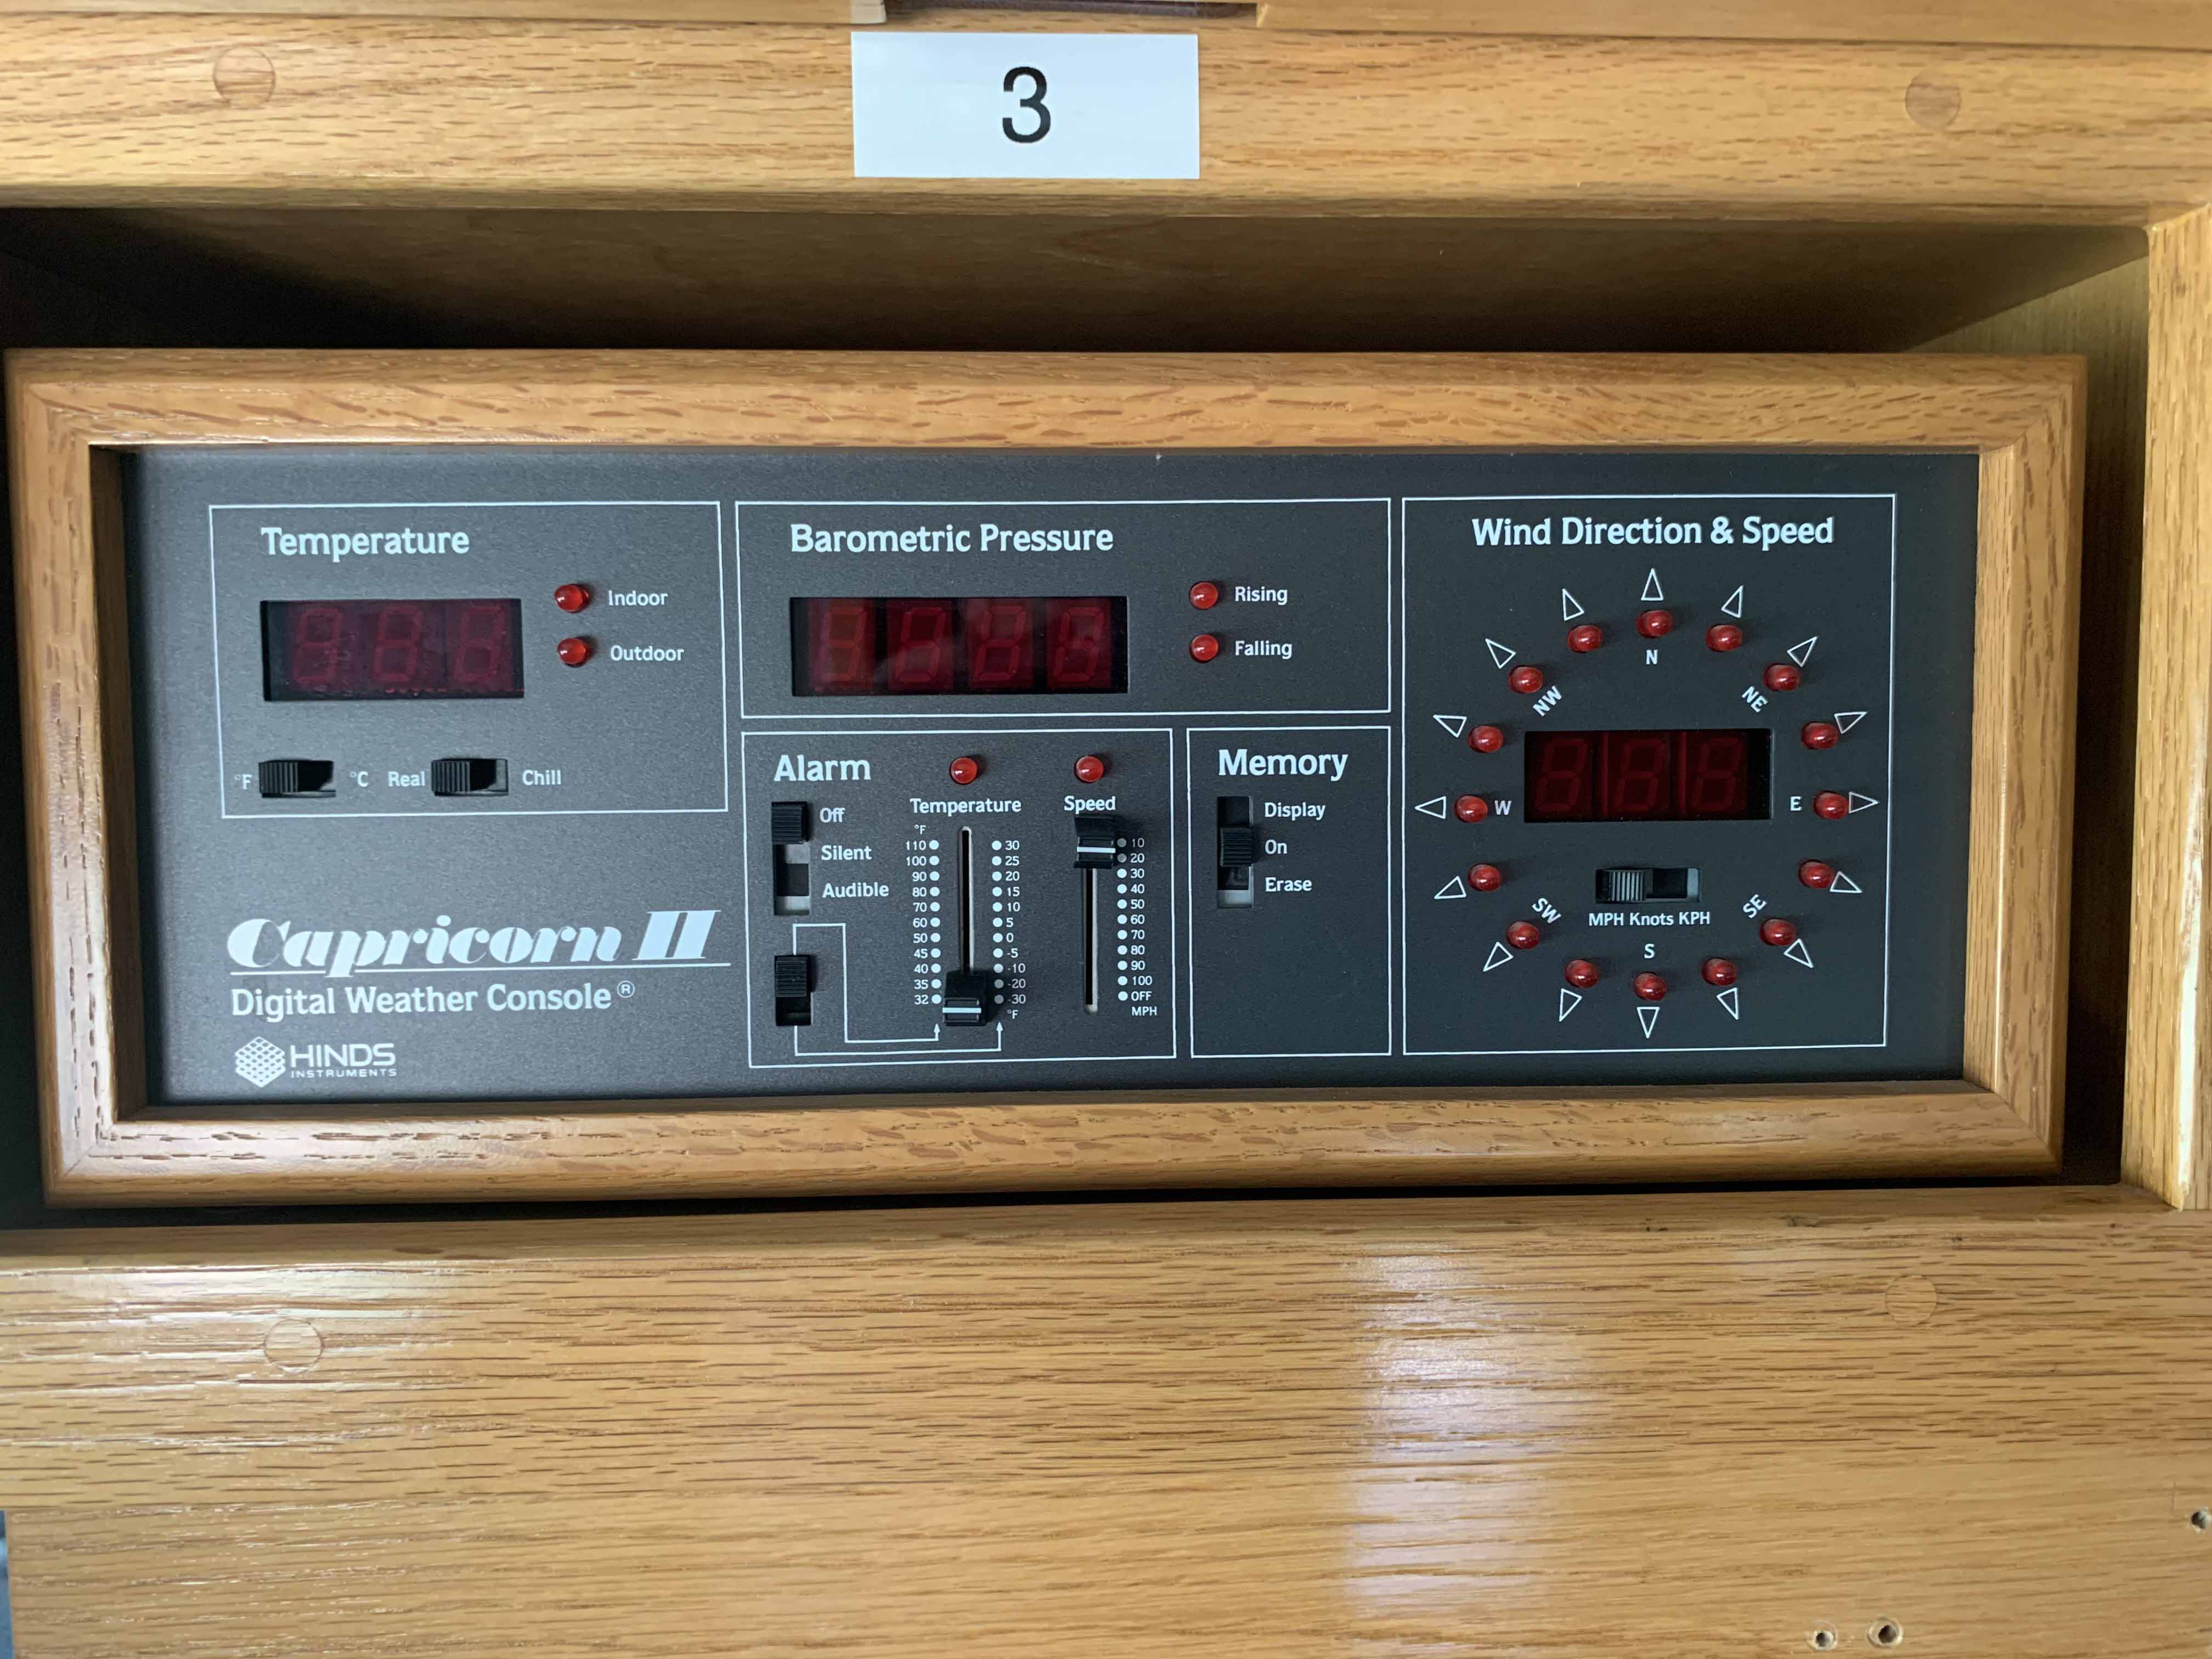 3
Temperature
Indoor
Outdoor
°F °C Real Chill
Barometric Pressure
Rising
Falling
Alarm
Off
Silent
Audible
Temperature
°F
110 30
100 25
90 20
80 15
70 10
60 5
50 0
45 -5
40 -10
35 -20
32 -30
°F
Speed
10
20
30
40
50
60
70
80
90
100
OFF
MPH
Memory
Display
On
Erase
Wind Direction & Speed
N
NW NE
W E
SW SE
S
MPH Knots KPH
Capricorn II
Digital Weather Console®
HINDS
INSTRUMENTS